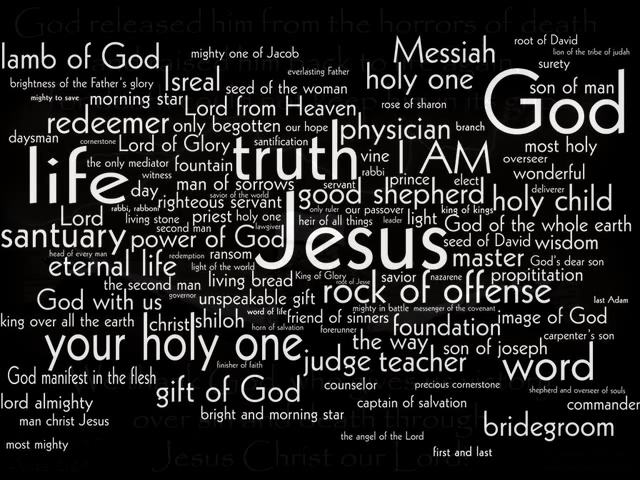 God released him from the horrors of death
lamb of God
mighty one of Jacob
Messiah
root of David
lion of the tribe of judah
surety
brightness of the Father's glory
Isreal
everlasting Father
holy one
God
son of man
mighty to save
morning star
seed of the woman
Lord from Heaven
rose of sharon
redeemer
only begotten
our hope
physician
branch
daysman
cornerstone
Lord of Glory
santification
most holy
life
the only mediator
fountain
truth
vine
I AM
overseer
witness
rabbi
wonderful
day
man of sorrows
servant
prince
elect
deliverer
savior of the world
righteous servant
good shepherd
holy child
rabbi, rabboni
Lord
living stone
priest
holy one
only ruler
our passover
light
king of kings
second man
lawgiver
heir of all things
leader
God of the whole earth
santuary
power of God
Jesus
seed of David
wisdom
head of every man
redemption
ransom
master
God's dear son
eternal life
light of the world
King of Glory
root of Jesse
savior
nazarene
propititation
the second man
living bread
rock of offense
God with us
governor
unspeakable gift
last Adam
word of life
mighty in battle
messenger of the covenant
king over all the earth
christ
shiloh
friend of sinners
image of God
horn of salvation
forerunner
foundation
carpenter's son
your holy one
the way
son of joseph
judge
teacher
word
finisher of faith
God manifest in the flesh
gift of God
counselor
precious cornerstone
shepherd and overseer of souls
lord almighty
captain of salvation
commander
man christ Jesus
bright and morning star
bridegroom
most mighty
the angel of the Lord
first and last
Jesus Christ our Lord